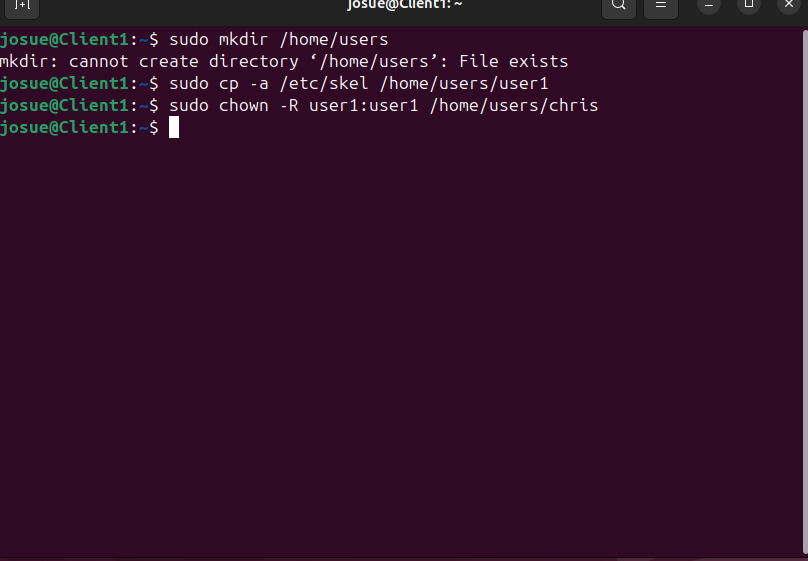 josue@Client1: ~
josue@Client1:~$ sudo mkdir /home/users
mkdir: cannot create directory ‘/home/users’: File exists
josue@Client1:~$ sudo cp -a /etc/skel /home/users/user1
josue@Client1:~$ sudo chown -R user1:user1 /home/users/chris
josue@Client1:~$